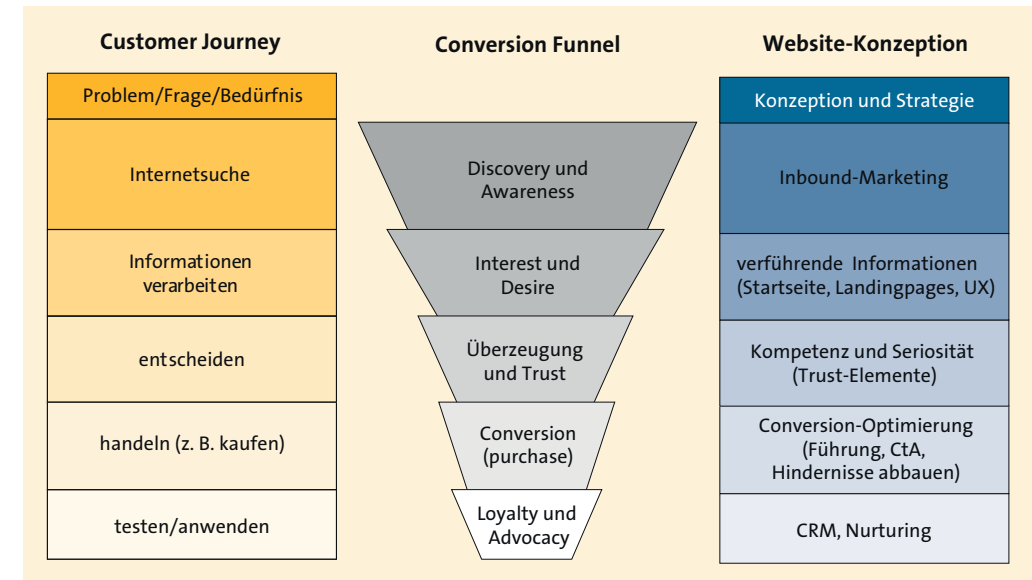 Customer Journey
Problem/Frage/Bedürfnis
Internetsuche
Informationen
verarbeiten
entscheiden
handeln (z. B. kaufen)
testen/anwenden
Conversion Funnel
Discovery und
Awareness
Interest und
Desire
Überzeugung
und Trust
Conversion
(purchase)
Loyalty und
Advocacy
Website-Konzeption
Konzeption und Strategie
Inbound-Marketing
verführende Informationen
(Startseite, Landingpages, UX)
Kompetenz und Seriosität
(Trust-Elemente)
Conversion-Optimierung
(Führung, CtA,
Hindernisse abbauen)
CRM, Nurturing